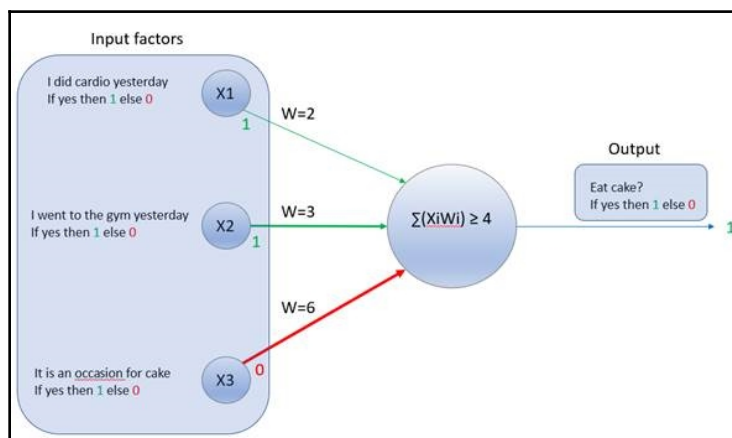 Input factors
I did cardio yesterday
If yes then 1 else 0
X1
1
W=2
I went to the gym yesterday
If yes then 1 else 0
X2
1
W=3
It is an occasion for cake
If yes then 1 else 0
X3
0
W=6
∑(XiWi) ≥ 4
Output
Eat cake?
If yes then 1 else 0
1